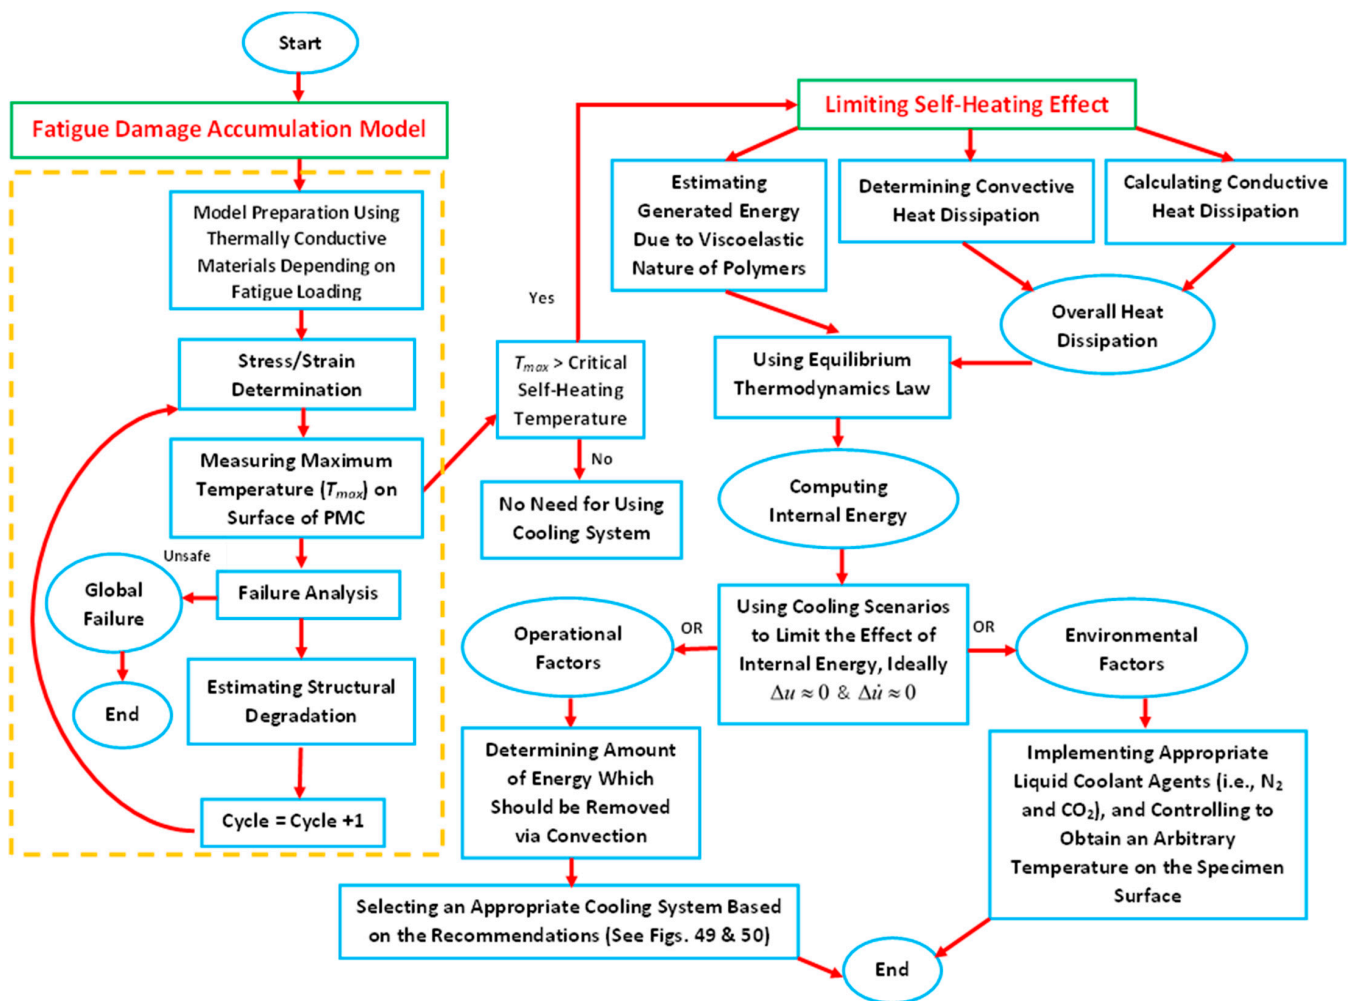 Start
Fatigue Damage Accumulation Model
Model Preparation Using
Thermally Conductive
Materials Depending on
Fatigue Loading
Stress/Strain
Determination
Measuring Maximum
Temperature (Tmax) on
Surface of PMC
Unsafe
Failure Analysis
Global
Failure
End
Estimating Structural
Degradation
Cycle = Cycle +1
Yes
Tmax > Critical
Self-Heating
Temperature
No
No Need for Using
Cooling System
Limiting Self-Heating Effect
Estimating
Generated Energy
Due to Viscoelastic
Nature of Polymers
Determining Convective
Heat Dissipation
Calculating Conductive
Heat Dissipation
Overall Heat
Dissipation
Using Equilibrium
Thermodynamics Law
Computing
Internal Energy
Using Cooling Scenarios
to Limit the Effect of
Internal Energy, Ideally
Δu ≈ 0 & Δu̇ ≈ 0
OR
OR
Operational
Factors
Environmental
Factors
Determining Amount
of Energy Which
Should be Removed
via Convection
Implementing Appropriate
Liquid Coolant Agents (i.e., N₂
and CO₂), and Controlling to
Obtain an Arbitrary
Temperature on the Specimen
Surface
Selecting an Appropriate Cooling System Based
on the Recommendations (See Figs. 49 & 50)
End